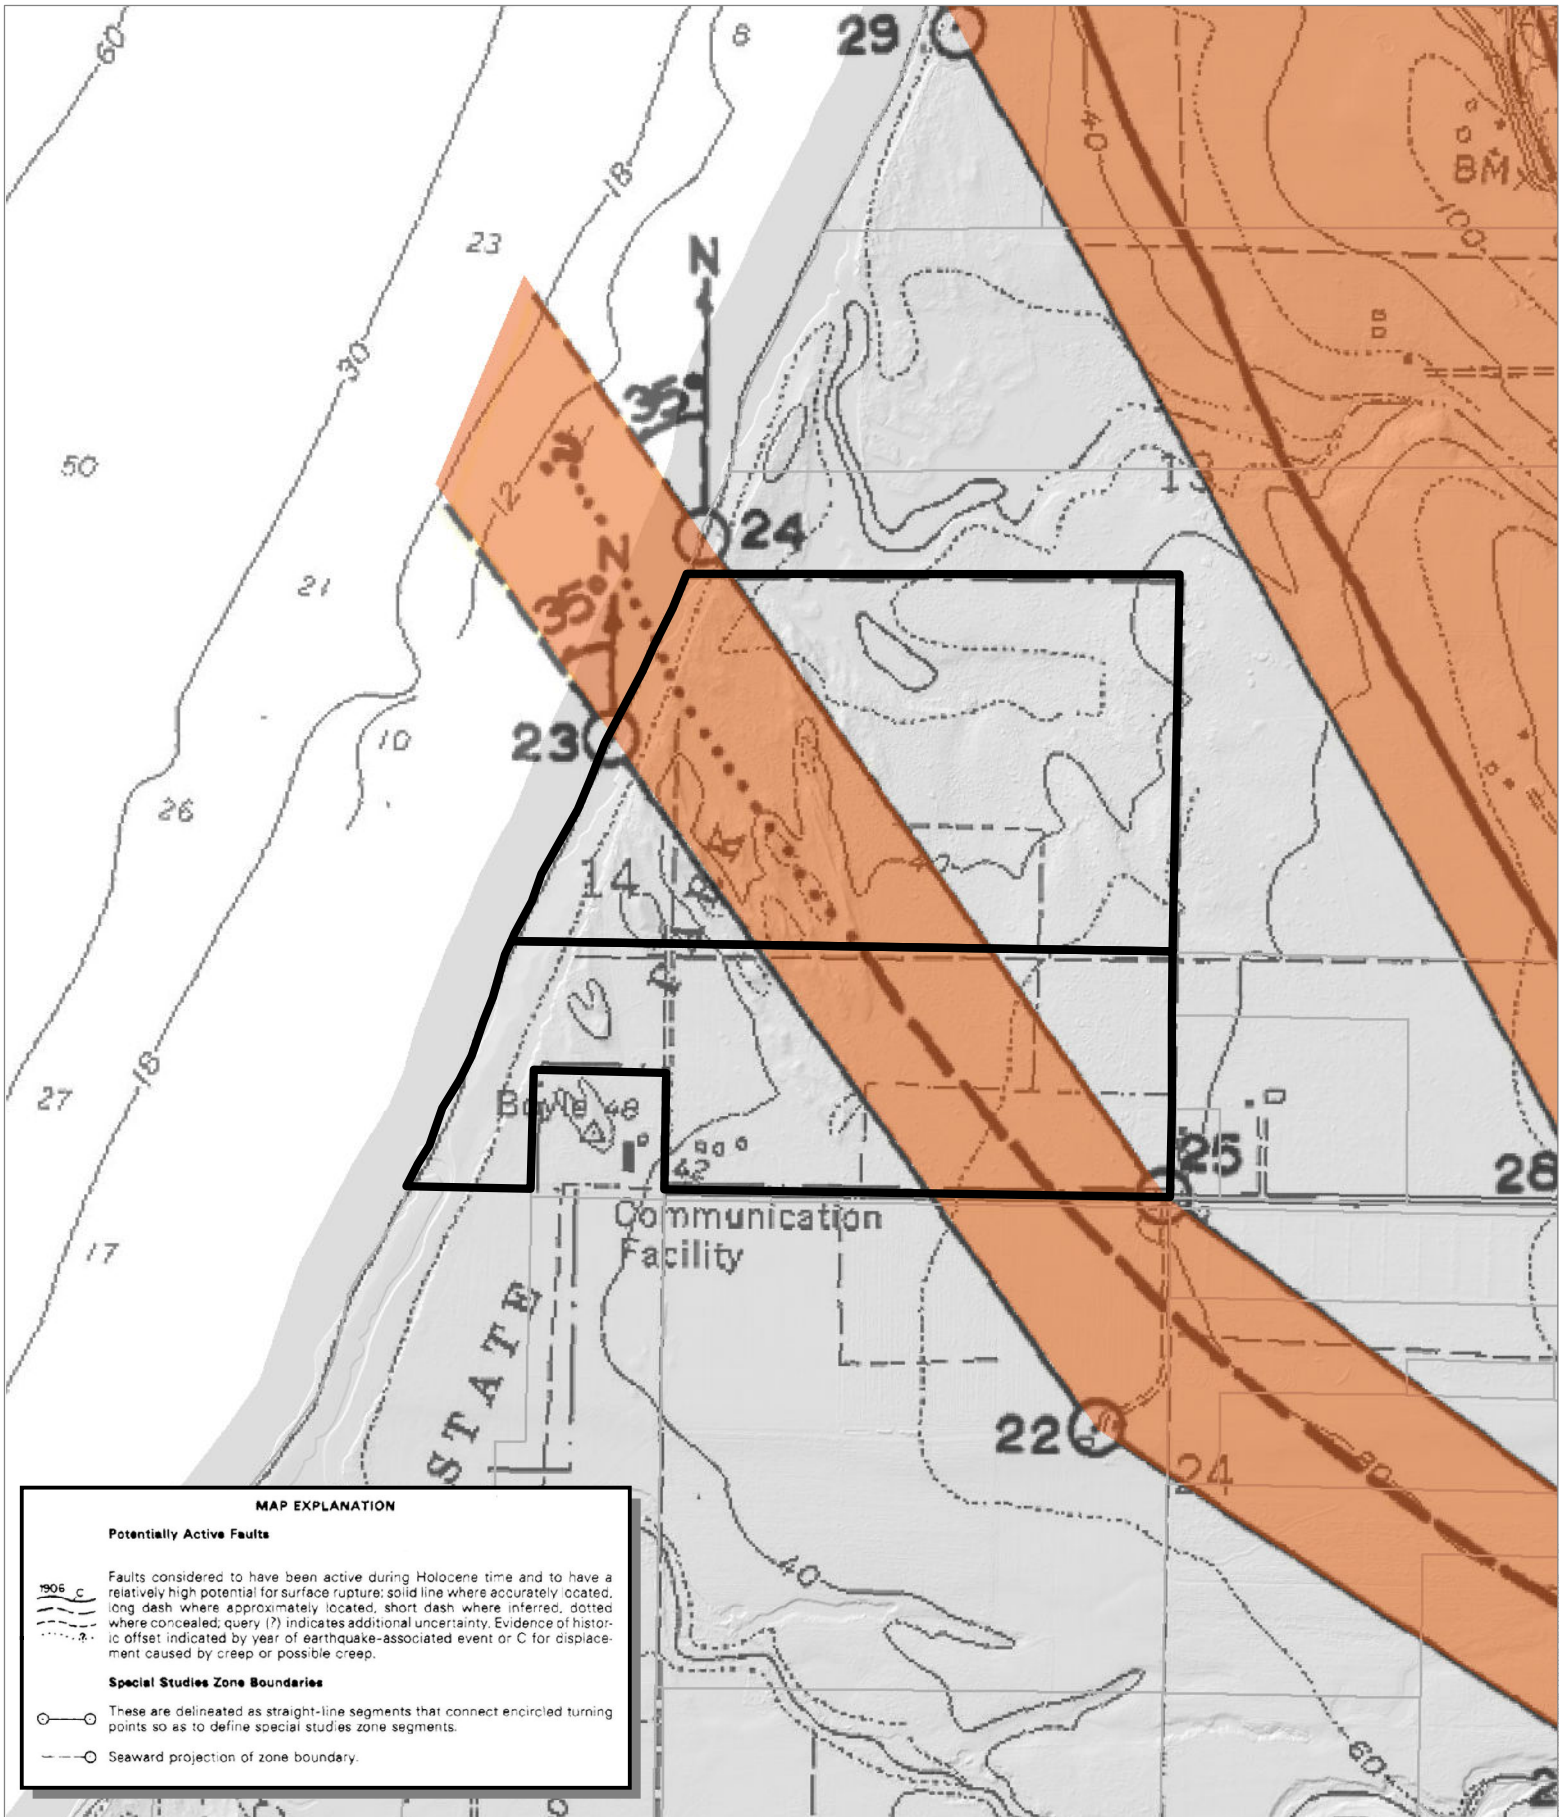 60
8
29
18
40
BM
100
23
N
30
35°
50
?
12
24
13
N
21
35°
23
10
26
40
14
PARK
18
27
Boyle 48
25
28
42
Communication
Facility
17
STATE
22
24
80
40
60
MAP EXPLANATION
Potentially Active Faults
1906 C
Faults considered to have been active during Holocene time and to have a
relatively high potential for surface rupture; solid line where accurately located,
long dash where approximately located, short dash where inferred, dotted
where concealed; query (?) indicates additional uncertainty. Evidence of histor-
ic offset indicated by year of earthquake-associated event or C for displace-
ment caused by creep or possible creep.
?
Special Studies Zone Boundaries
These are delineated as straight-line segments that connect encircled turning
points so as to define special studies zone segments.
Seaward projection of zone boundary.